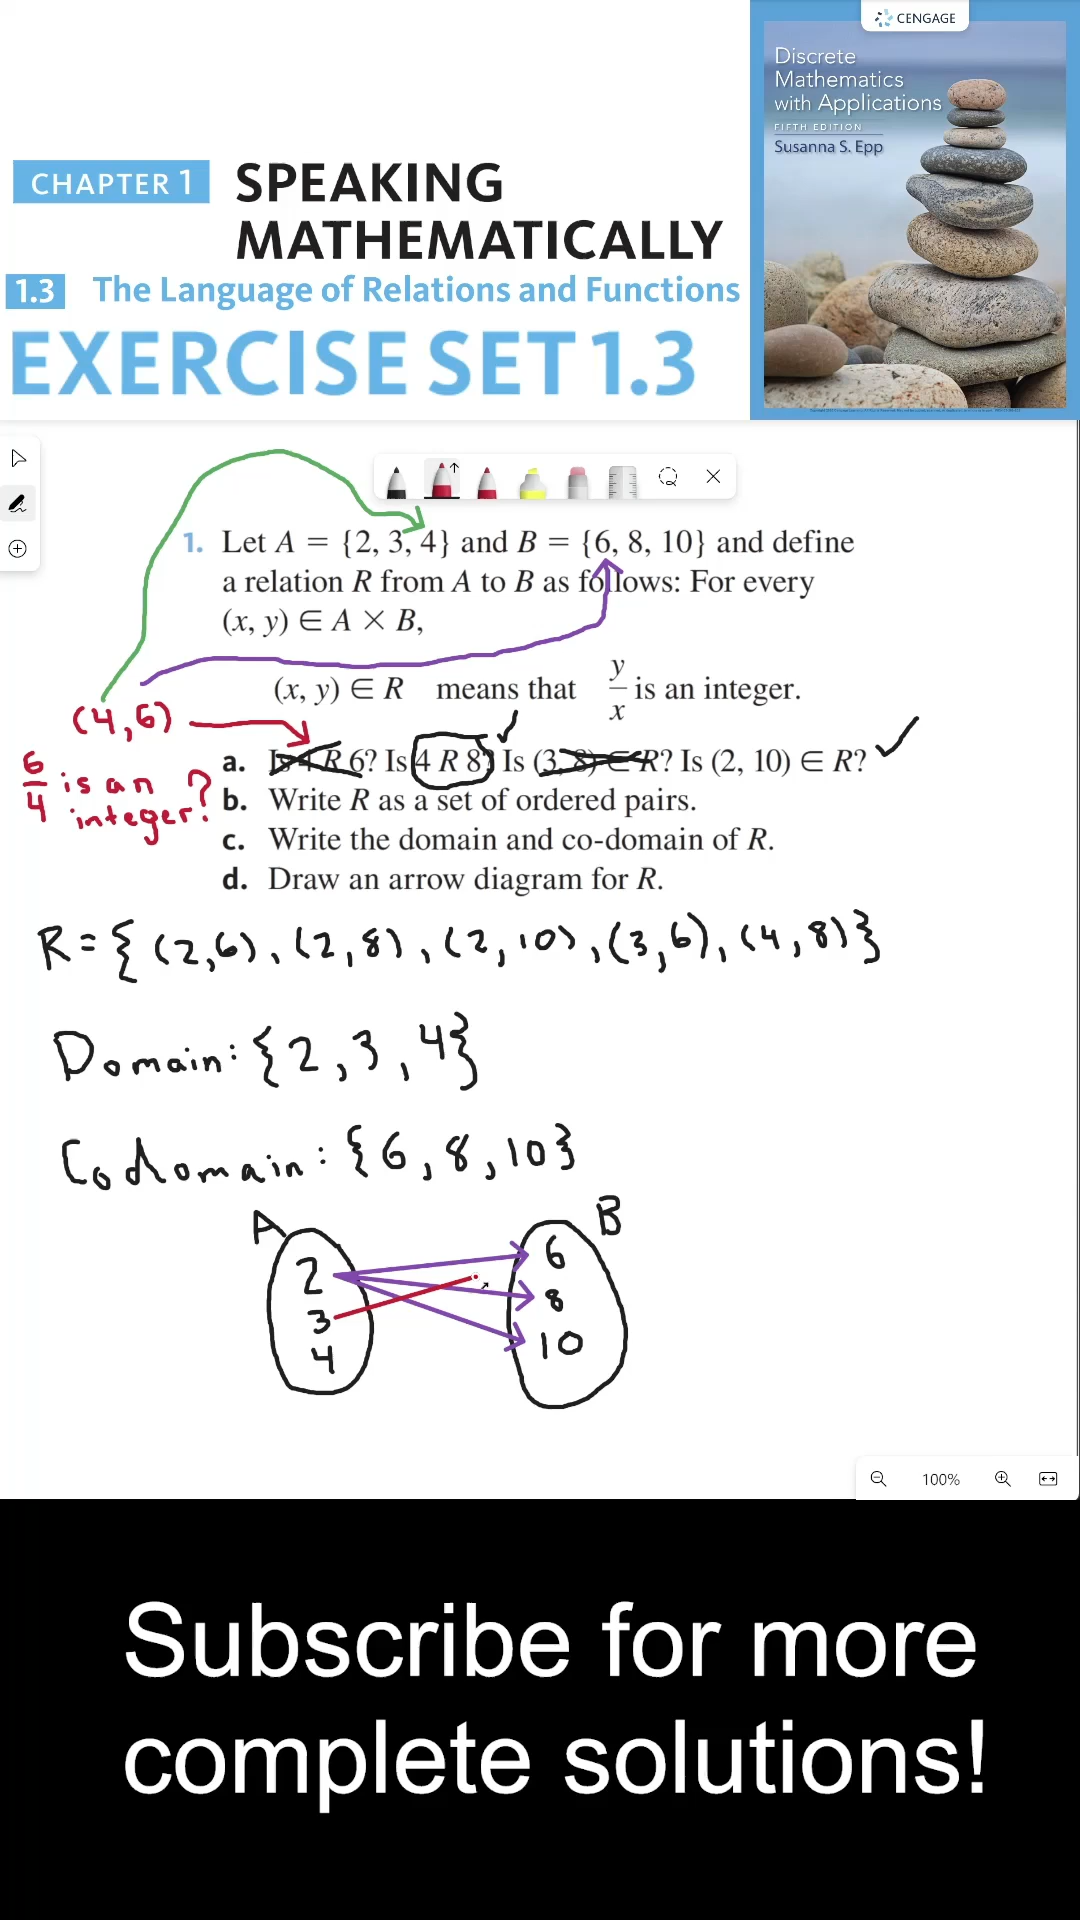 CENGAGE
Discrete
Mathematics
with Applications
FIFTH EDITION
Susanna S. Epp
CHAPTER 1
SPEAKING
MATHEMATICALLY
1.3 The Language of Relations and Functions
EXERCISE SET 1.3
1. Let A = {2, 3, 4} and B = {6, 8, 10} and define
a relation R from A to B as follows: For every
(x, y) ∈ A × B,
(x, y) ∈ R means that y/x is an integer.
(4,6)
a. Is 4 R 6? Is 4 R 8? Is (3, 8) ∈ R? Is (2, 10) ∈ R?
6/4 is an integer?
b. Write R as a set of ordered pairs.
c. Write the domain and co-domain of R.
d. Draw an arrow diagram for R.
R = { (2,6), (2,8), (2,10), (3,6), (4,8) }
Domain: {2, 3, 4}
Codomain: {6, 8, 10}
A B
2 6
3 8
4 10
100%
Subscribe for more
complete solutions!